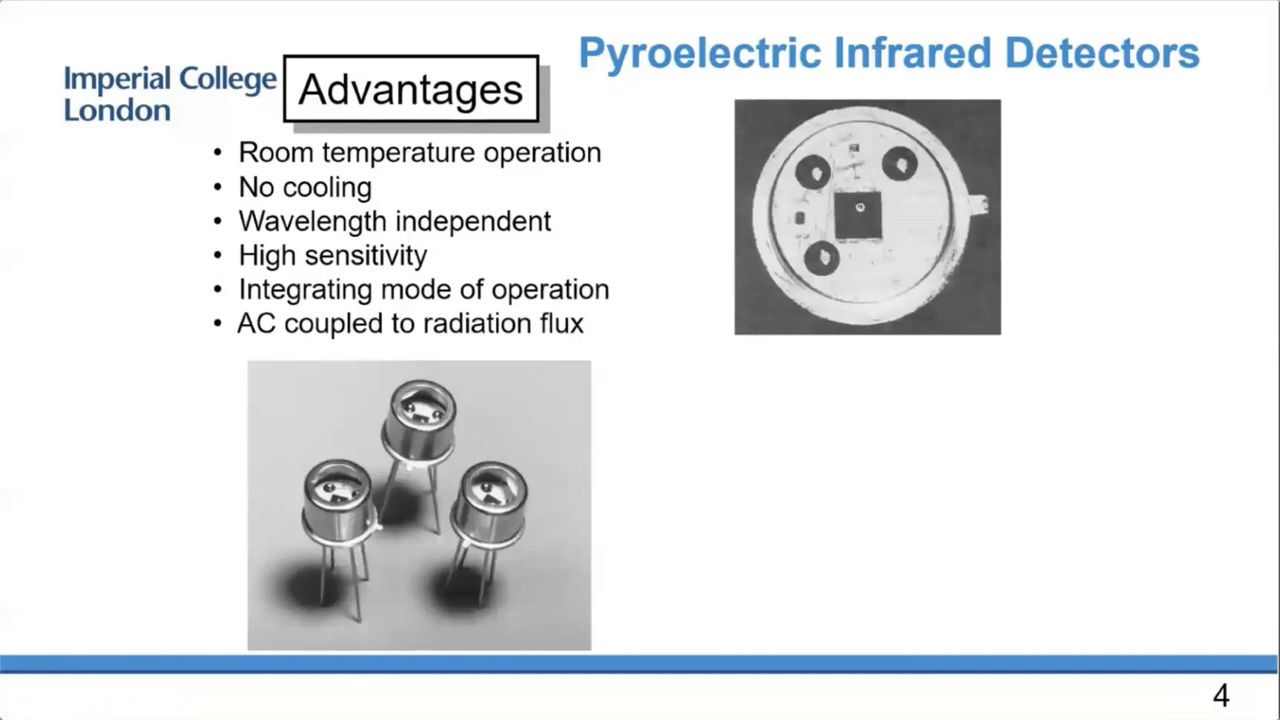 Pyroelectric Infrared Detectors
Imperial College
London
Advantages
• Room temperature operation
• No cooling
• Wavelength independent
• High sensitivity
• Integrating mode of operation
• AC coupled to radiation flux
4